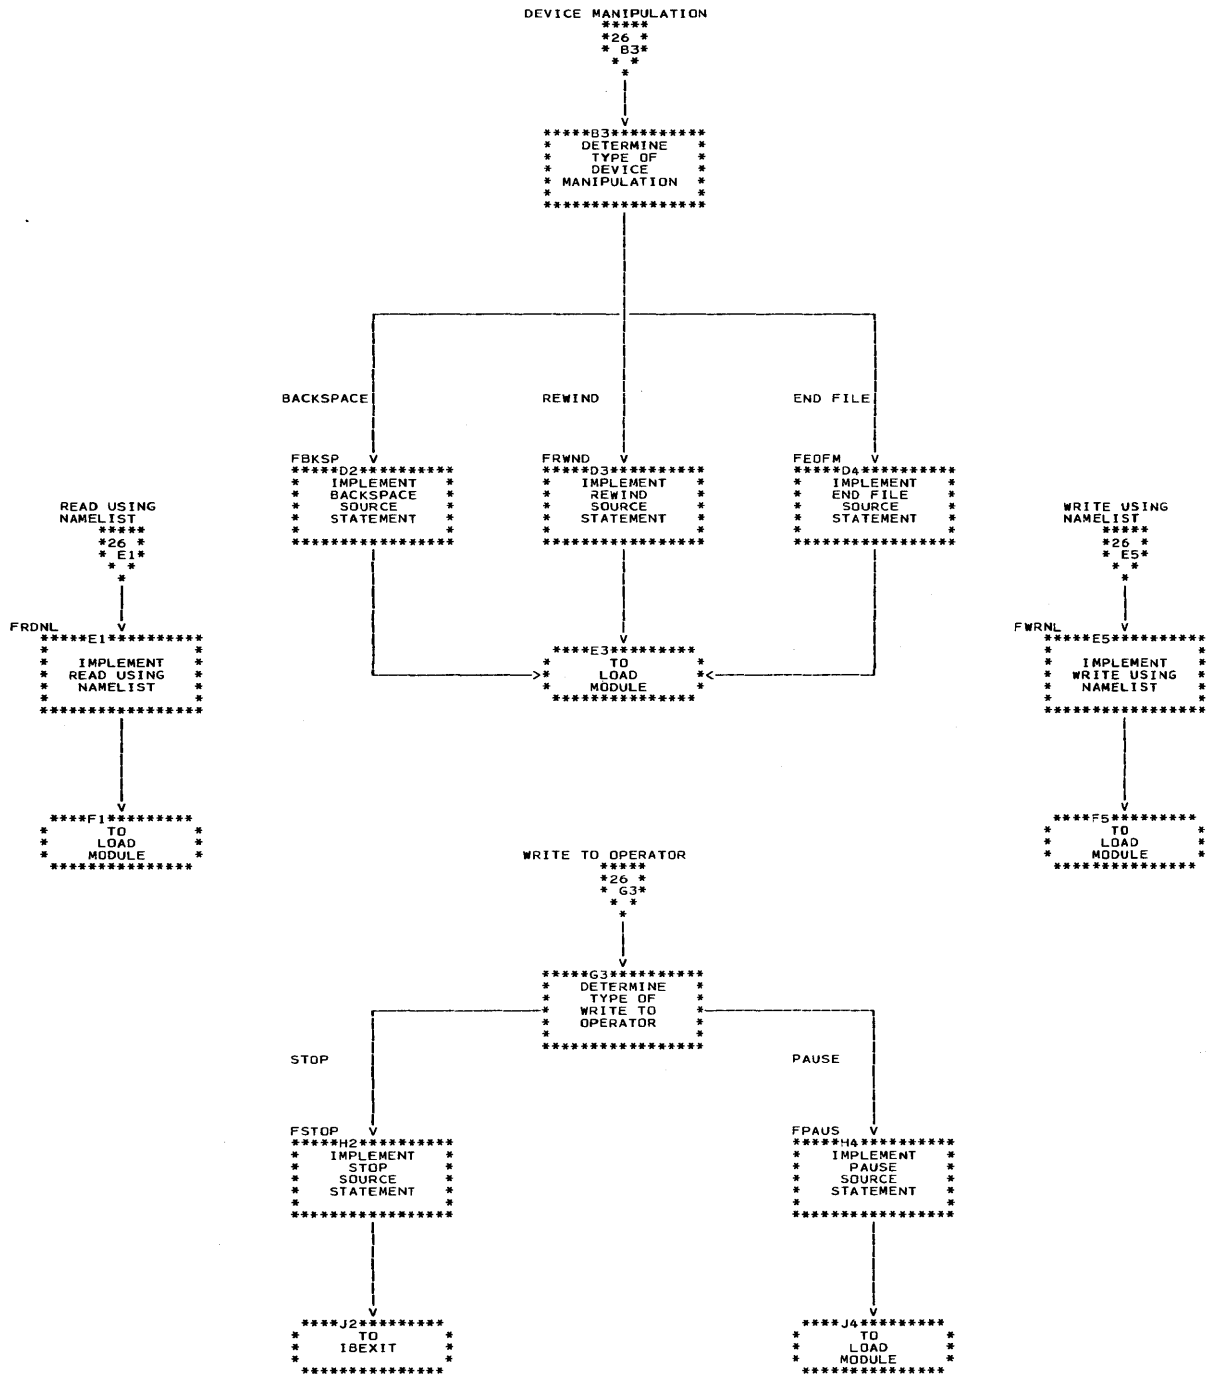 DEVICE MANIPULATION
*****
*26 *
* B3*
* *
*
*****B3**********
* DETERMINE *
* TYPE OF *
* DEVICE *
* MANIPULATION *
* *
*****************
BACKSPACE REWIND END FILE
FBKSP FRWND FEOFM
*****D2********** *****D3********** *****D4**********
* IMPLEMENT * * IMPLEMENT * * IMPLEMENT *
* BACKSPACE * * REWIND * * END FILE *
* SOURCE * * SOURCE * * SOURCE *
* STATEMENT * * STATEMENT * * STATEMENT *
* * * * * *
***************** ***************** *****************
READ USING
NAMELIST
*****
*26 *
* E1*
* *
*
WRITE USING
NAMELIST
*****
*26 *
* E5*
* *
*
FRDNL
*****E1**********
* *
* IMPLEMENT *
* READ USING *
* NAMELIST *
* *
*****************
****E3*********
* TO *
* LOAD *
* MODULE *
***************
FWRNL
*****E5**********
* *
* IMPLEMENT *
* WRITE USING *
* NAMELIST *
* *
*****************
****F1*********
* TO *
* LOAD *
* MODULE *
***************
****F5*********
* TO *
* LOAD *
* MODULE *
***************
WRITE TO OPERATOR
*****
*26 *
* G3*
* *
*
*****G3**********
* DETERMINE *
* TYPE OF *
* WRITE TO *
* OPERATOR *
* *
*****************
STOP PAUSE
FSTOP FPAUS
*****H2********** *****H4**********
* IMPLEMENT * * IMPLEMENT *
* STOP * * PAUSE *
* SOURCE * * SOURCE *
* STATEMENT * * STATEMENT *
* * * *
***************** *****************
****J2********* ****J4*********
* TO * * TO *
* IBEXIT * * LOAD *
* * * MODULE *
*************** ***************